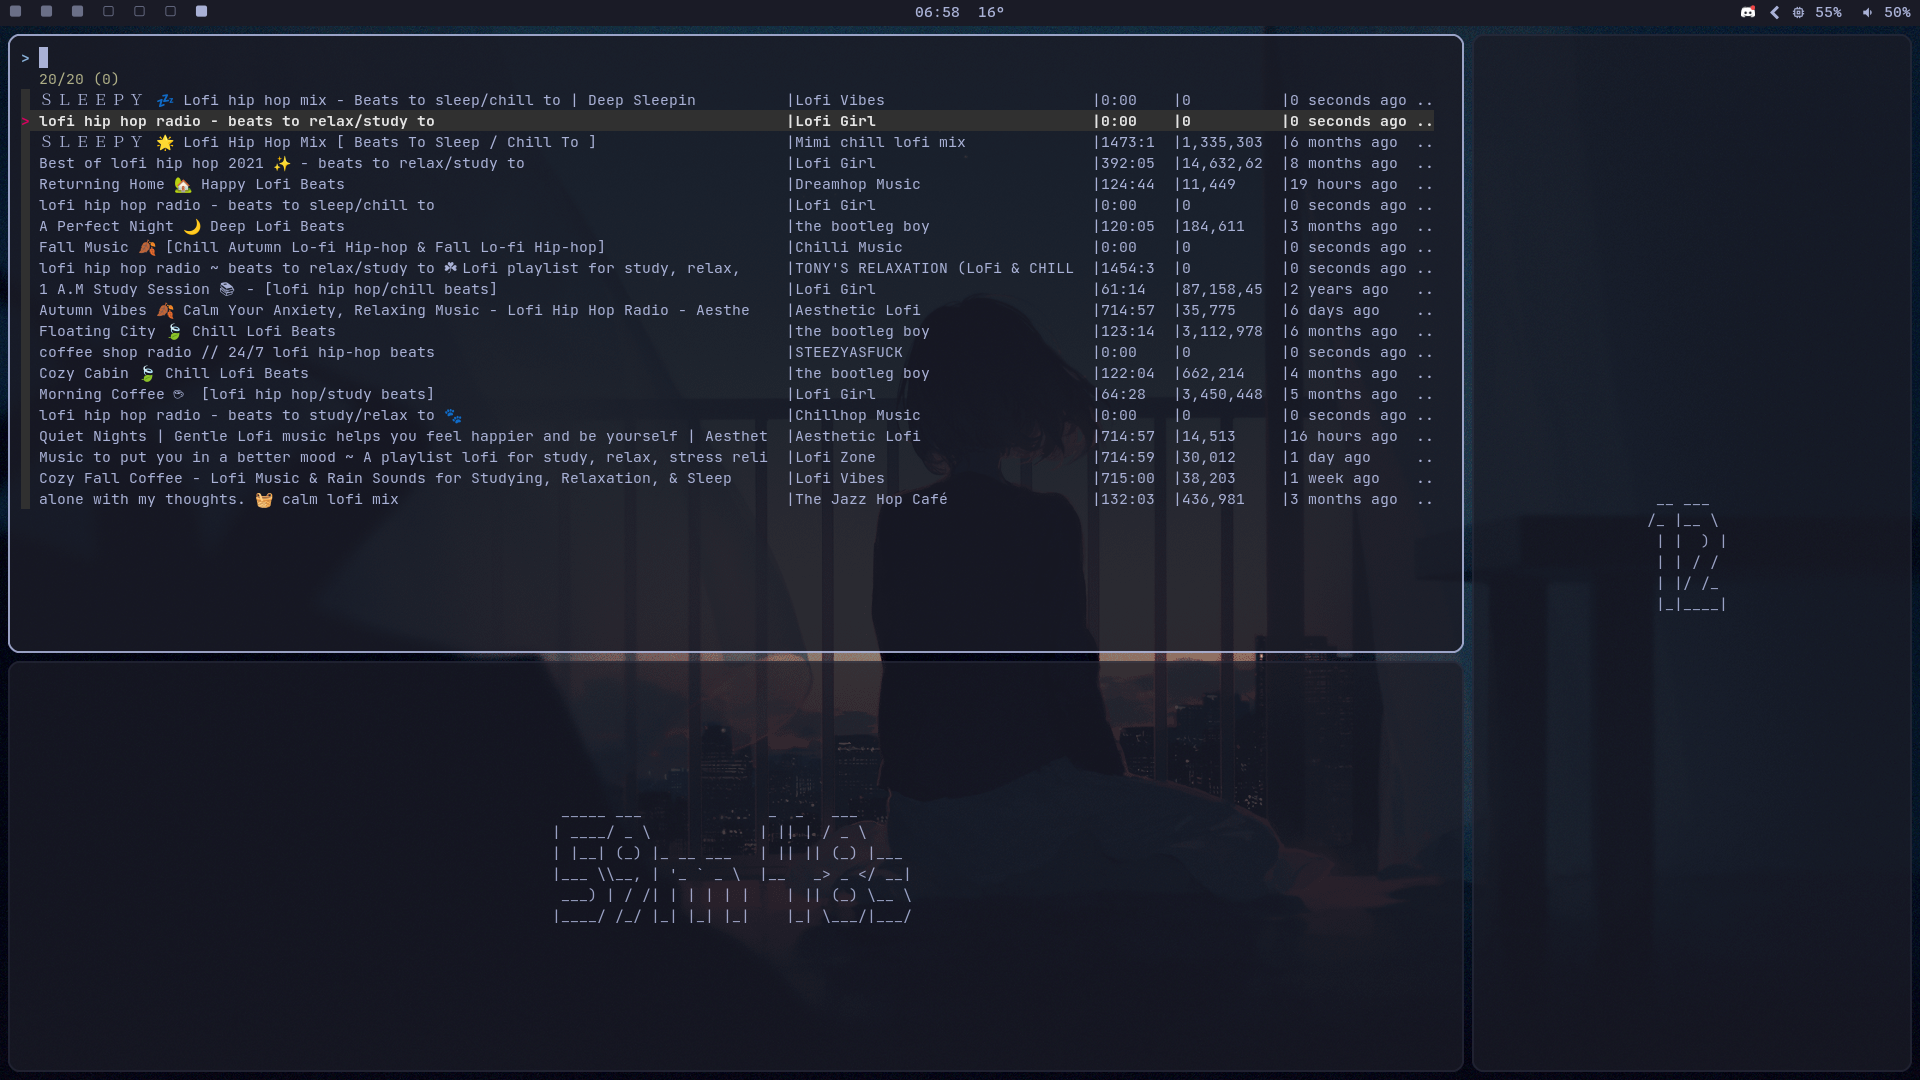 06:58 16°
55% 50%
>
20/20 (0)
ＳＬＥＥＰＹ 💤 Lofi hip hop mix - Beats to sleep/chill to | Deep Sleepin |Lofi Vibes |0:00 |0 |0 seconds ago ..
> lofi hip hop radio - beats to relax/study to |Lofi Girl |0:00 |0 |0 seconds ago ..
ＳＬＥＥＰＹ 🌟 Lofi Hip Hop Mix [ Beats To Sleep / Chill To ] |Mimi chill lofi mix |1473:1 |1,335,303 |6 months ago ..
Best of lofi hip hop 2021 ✨ - beats to relax/study to |Lofi Girl |392:05 |14,632,62 |8 months ago ..
Returning Home 🏡 Happy Lofi Beats |Dreamhop Music |124:44 |11,449 |19 hours ago ..
lofi hip hop radio - beats to sleep/chill to |Lofi Girl |0:00 |0 |0 seconds ago ..
A Perfect Night 🌙 Deep Lofi Beats |the bootleg boy |120:05 |184,611 |3 months ago ..
Fall Music 🍂 [Chill Autumn Lo-fi Hip-hop & Fall Lo-fi Hip-hop] |Chilli Music |0:00 |0 |0 seconds ago ..
lofi hip hop radio ~ beats to relax/study to ☘ Lofi playlist for study, relax, |TONY'S RELAXATION (LoFi & CHILL |1454:3 |0 |0 seconds ago ..
1 A.M Study Session 📚 - [lofi hip hop/chill beats] |Lofi Girl |61:14 |87,158,45 |2 years ago ..
Autumn Vibes 🍂 Calm Your Anxiety, Relaxing Music - Lofi Hip Hop Radio - Aesthe |Aesthetic Lofi |714:57 |35,775 |6 days ago ..
Floating City 🍃 Chill Lofi Beats |the bootleg boy |123:14 |3,112,978 |6 months ago ..
coffee shop radio // 24/7 lofi hip-hop beats |STEEZYASFUCK |0:00 |0 |0 seconds ago ..
Cozy Cabin 🍃 Chill Lofi Beats |the bootleg boy |122:04 |662,214 |4 months ago ..
Morning Coffee ☕ [lofi hip hop/study beats] |Lofi Girl |64:28 |3,450,448 |5 months ago ..
lofi hip hop radio - beats to study/relax to 🐾 |Chillhop Music |0:00 |0 |0 seconds ago ..
Quiet Nights | Gentle Lofi music helps you feel happier and be yourself | Aesthet |Aesthetic Lofi |714:57 |14,513 |16 hours ago ..
Music to put you in a better mood ~ A playlist lofi for study, relax, stress reli |Lofi Zone |714:59 |30,012 |1 day ago ..
Cozy Fall Coffee - Lofi Music & Rain Sounds for Studying, Relaxation, & Sleep |Lofi Vibes |715:00 |38,203 |1 week ago ..
alone with my thoughts. 🧺 calm lofi mix |The Jazz Hop Café |132:03 |436,981 |3 months ago ..
12
59m 48s